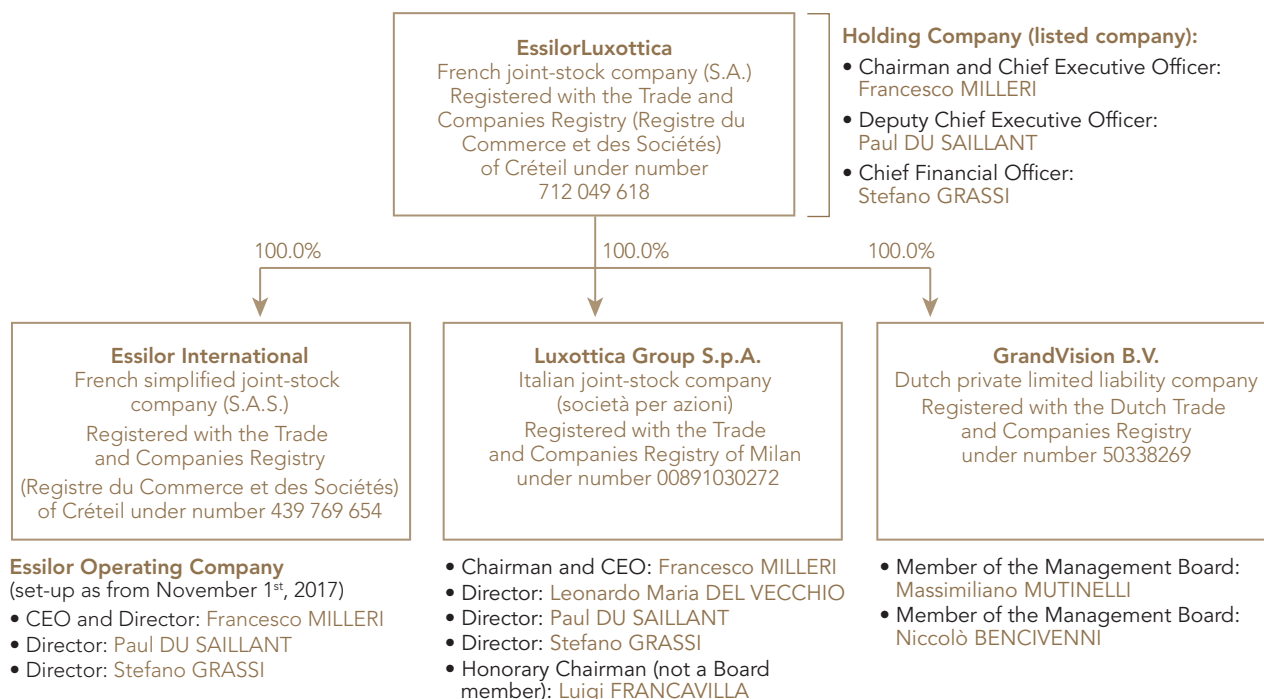 EssilorLuxottica
French joint-stock company (S.A.)
Registered with the Trade and
Companies Registry (Registre du
Commerce et des Sociétés)
of Créteil under number
712 049 618
Holding Company (listed company):
• Chairman and Chief Executive Officer:
Francesco MILLERI
• Deputy Chief Executive Officer:
Paul DU SAILLANT
• Chief Financial Officer:
Stefano GRASSI
100.0%
100.0%
100.0%
Essilor International
French simplified joint-stock
company (S.A.S.)
Registered with the Trade
and Companies Registry
(Registre du Commerce et des Sociétés)
of Créteil under number 439 769 654
Essilor Operating Company
(set-up as from November 1st, 2017)
• CEO and Director: Francesco MILLERI
• Director: Paul DU SAILLANT
• Director: Stefano GRASSI
Luxottica Group S.p.A.
Italian joint-stock company
(società per azioni)
Registered with the Trade
and Companies Registry of Milan
under number 00891030272
• Chairman and CEO: Francesco MILLERI
• Director: Leonardo Maria DEL VECCHIO
• Director: Paul DU SAILLANT
• Director: Stefano GRASSI
• Honorary Chairman (not a Board
member): Luigi FRANCAVILLA
GrandVision B.V.
Dutch private limited liability company
Registered with the Dutch Trade
and Companies Registry
under number 50338269
• Member of the Management Board:
Massimiliano MUTINELLI
• Member of the Management Board:
Niccolò BENCIVENNI